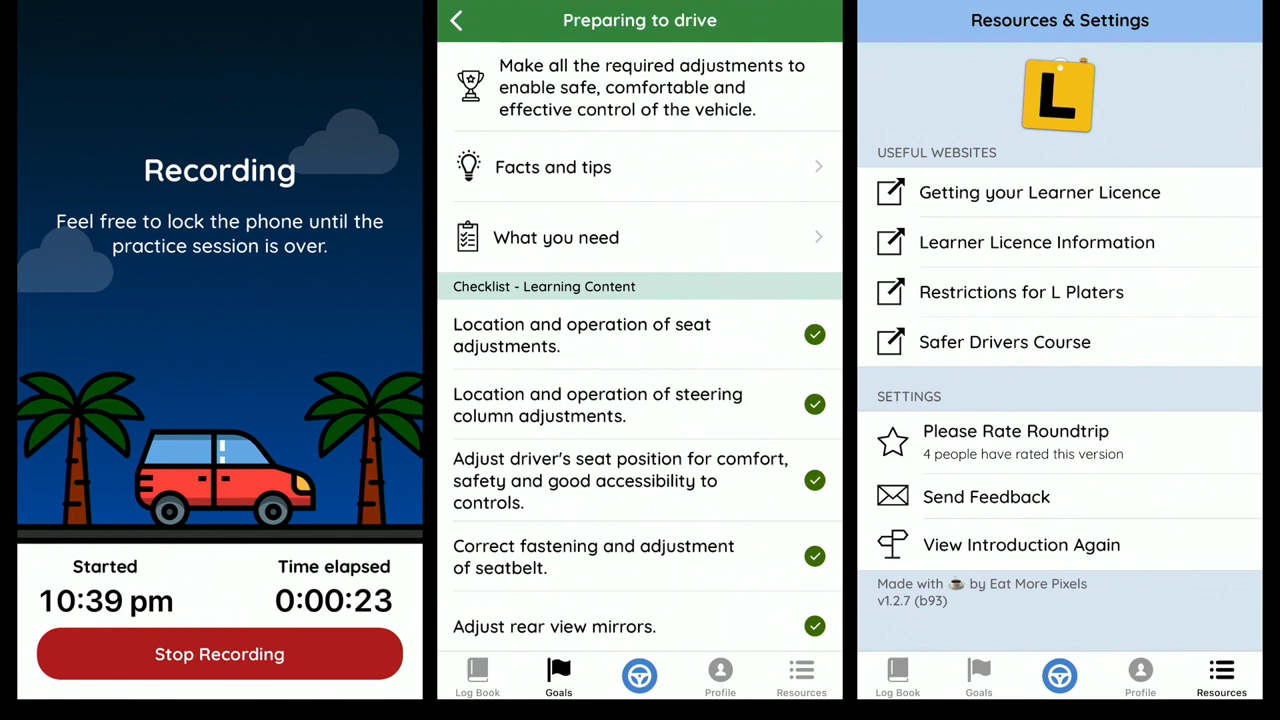 Recording
Feel free to lock the phone until the
practice session is over.
Started
Time elapsed
10:39 pm
0:00:23
Stop Recording
Preparing to drive
Make all the required adjustments to
enable safe, comfortable and
effective control of the vehicle.
Facts and tips
What you need
Checklist - Learning Content
Location and operation of seat
adjustments.
Location and operation of steering
column adjustments.
Adjust driver's seat position for comfort,
safety and good accessibility to
controls.
Correct fastening and adjustment
of seatbelt.
Adjust rear view mirrors.
Log Book
Goals
Profile
Resources
Resources & Settings
L
USEFUL WEBSITES
Getting your Learner Licence
Learner Licence Information
Restrictions for L Platers
Safer Drivers Course
SETTINGS
Please Rate Roundtrip
4 people have rated this version
Send Feedback
View Introduction Again
Made with ☕ by Eat More Pixels
v1.2.7 (b93)
Log Book
Goals
Profile
Resources